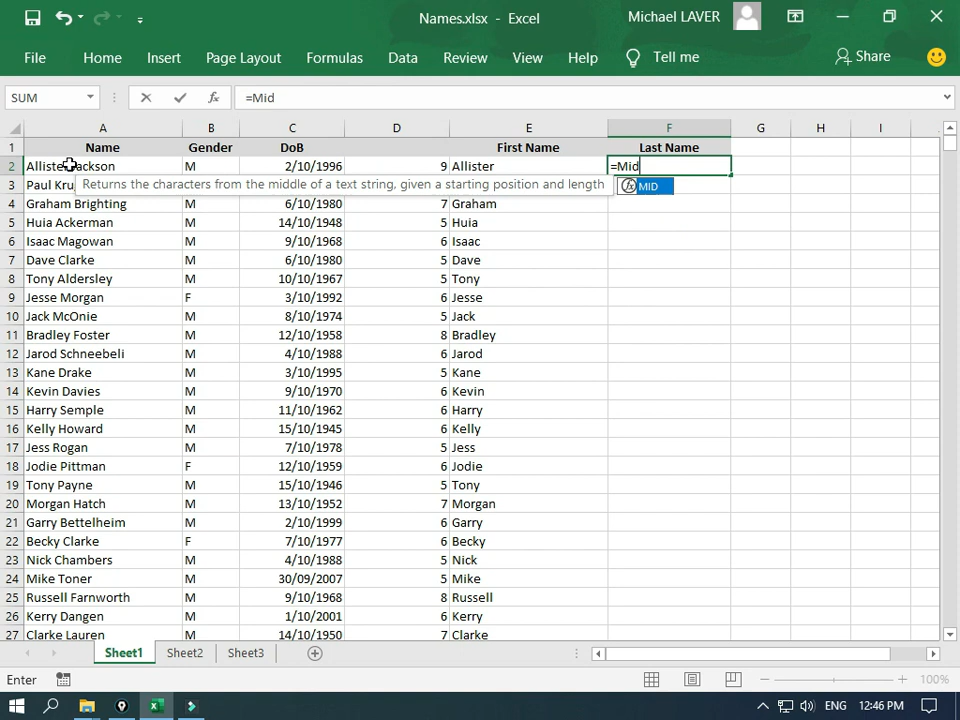 Names.xlsx - Excel
Michael LAVER
File Home Insert Page Layout Formulas Data Review View Help Tell me Share
SUM =Mid
A B C D E F G H I
1 Name Gender DoB First Name Last Name
2 Allister Jackson M 2/10/1996 9 Allister =Mid
3 Paul Kru
Returns the characters from the middle of a text string, given a starting position and length
MID
4 Graham Brighting M 6/10/1980 7 Graham
5 Huia Ackerman M 14/10/1948 5 Huia
6 Isaac Magowan M 9/10/1968 6 Isaac
7 Dave Clarke M 6/10/1980 5 Dave
8 Tony Aldersley M 10/10/1967 5 Tony
9 Jesse Morgan F 3/10/1992 6 Jesse
10 Jack McOnie M 8/10/1974 5 Jack
11 Bradley Foster M 12/10/1958 8 Bradley
12 Jarod Schneebeli M 4/10/1988 6 Jarod
13 Kane Drake M 3/10/1995 5 Kane
14 Kevin Davies M 9/10/1970 6 Kevin
15 Harry Semple M 11/10/1962 6 Harry
16 Kelly Howard M 15/10/1945 6 Kelly
17 Jess Rogan M 7/10/1978 5 Jess
18 Jodie Pittman F 12/10/1959 6 Jodie
19 Tony Payne M 15/10/1946 5 Tony
20 Morgan Hatch M 13/10/1952 7 Morgan
21 Garry Bettelheim M 2/10/1999 6 Garry
22 Becky Clarke F 7/10/1977 6 Becky
23 Nick Chambers M 4/10/1988 5 Nick
24 Mike Toner M 30/09/2007 5 Mike
25 Russell Farnworth M 9/10/1968 8 Russell
26 Kerry Dangen M 1/10/2001 6 Kerry
27 Clarke Lauren M 14/10/1950 7 Clarke
Sheet1 Sheet2 Sheet3
Enter 100%
ENG 12:46 PM